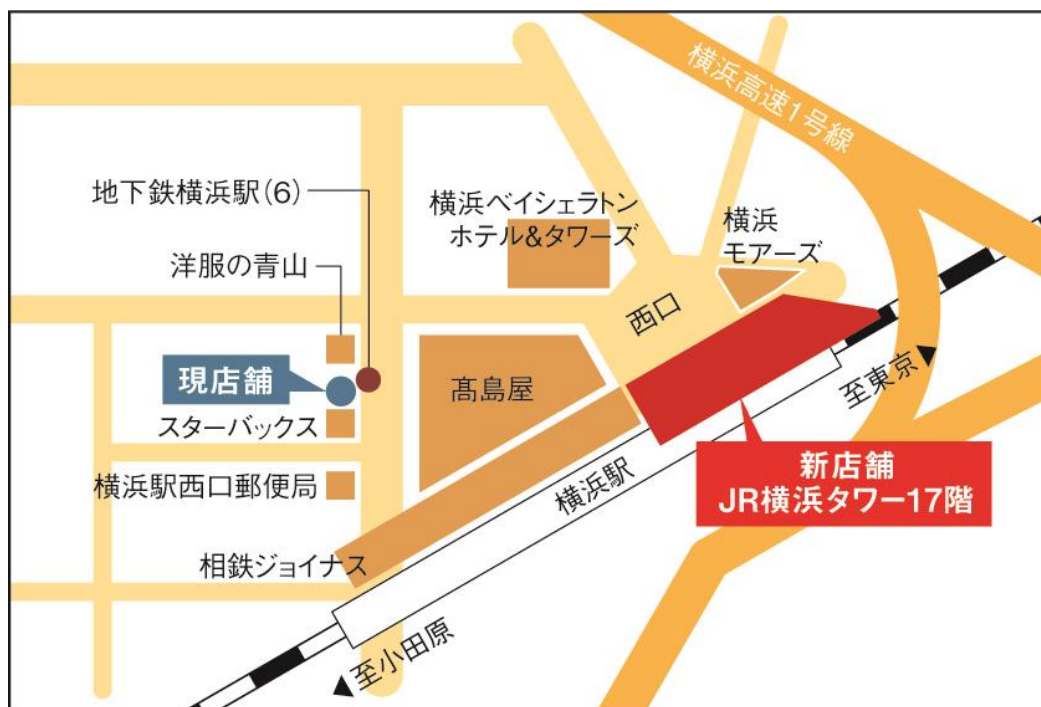 横浜高速1号線
地下鉄横浜駅(6)
横浜ベイシェラトン
ホテル&タワーズ
横浜
モアーズ
洋服の青山
西口
現店舗
髙島屋
至東京
スターバックス
新店舗
JR横浜タワー17階
横浜駅西口郵便局
横浜駅
相鉄ジョイナス
至小田原